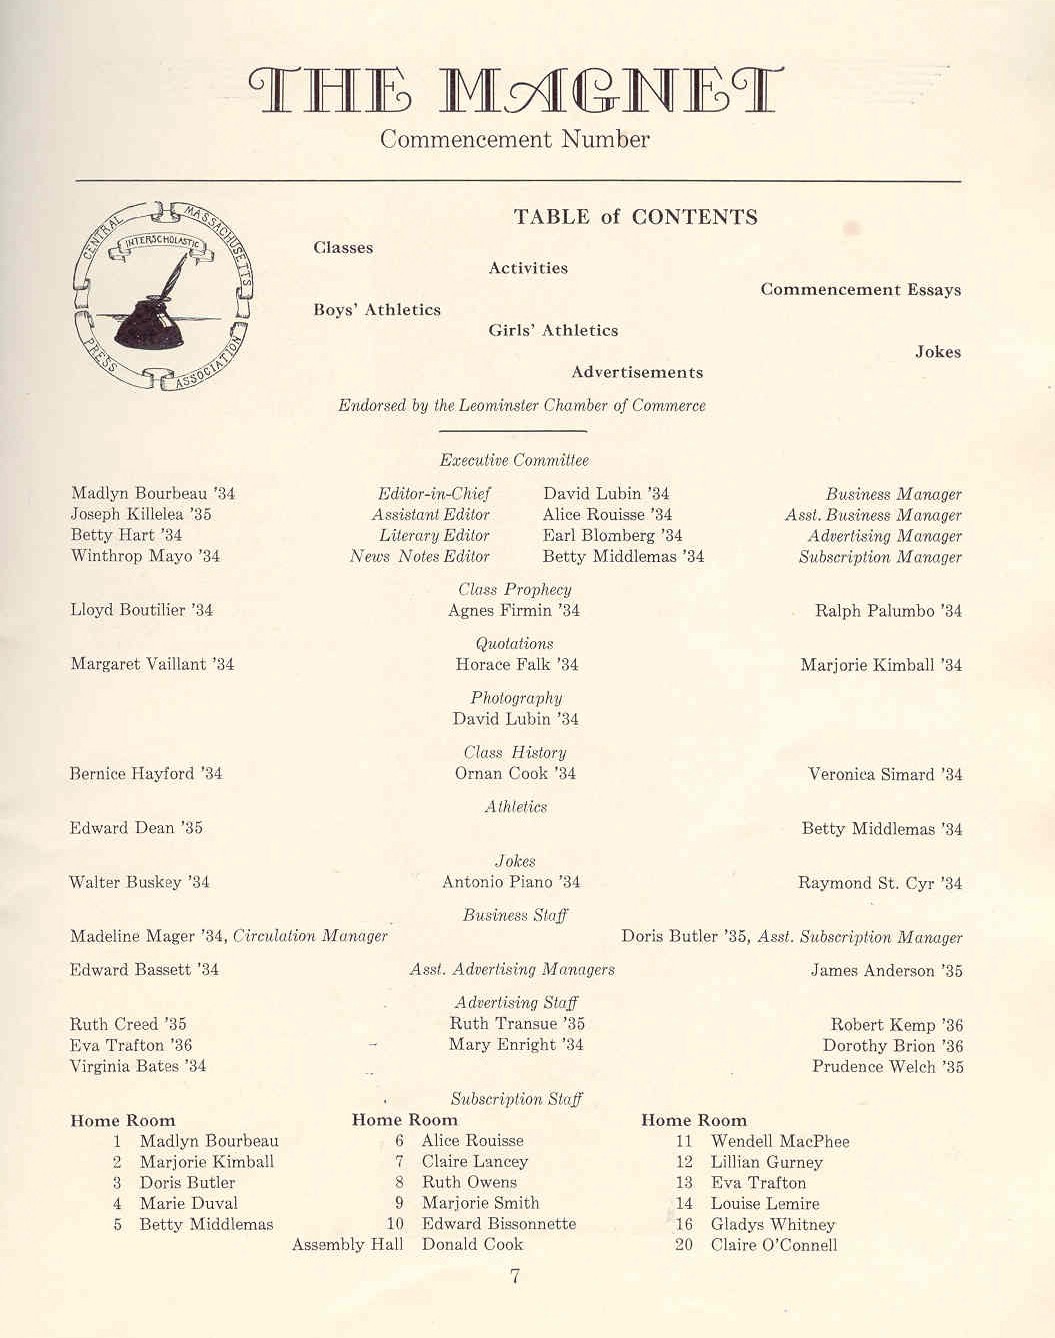 THE MAGNET
Commencement Number
CENTRAL MASSACHUSETTS
INTERSCHOLASTIC
PRESS ASSOCIATION
TABLE of CONTENTS
Classes
Activities
Commencement Essays
Boys' Athletics
Girls' Athletics
Jokes
Advertisements
Endorsed by the Leominster Chamber of Commerce
Executive Committee
Madlyn Bourbeau '34 Editor-in-Chief David Lubin '34 Business Manager
Joseph Killelea '35 Assistant Editor Alice Rouisse '34 Asst. Business Manager
Betty Hart '34 Literary Editor Earl Blomberg '34 Advertising Manager
Winthrop Mayo '34 News Notes Editor Betty Middlemas '34 Subscription Manager
Class Prophecy
Lloyd Boutilier '34 Agnes Firmin '34 Ralph Palumbo '34
Quotations
Margaret Vaillant '34 Horace Falk '34 Marjorie Kimball '34
Photography
David Lubin '34
Class History
Bernice Hayford '34 Ornan Cook '34 Veronica Simard '34
Athletics
Edward Dean '35 Betty Middlemas '34
Jokes
Walter Buskey '34 Antonio Piano '34 Raymond St. Cyr '34
Business Staff
Madeline Mager '34, Circulation Manager Doris Butler '35, Asst. Subscription Manager
Edward Bassett '34 Asst. Advertising Managers James Anderson '35
Advertising Staff
Ruth Creed '35 Ruth Transue '35 Robert Kemp '36
Eva Trafton '36 Mary Enright '34 Dorothy Brion '36
Virginia Bates '34 Prudence Welch '35
Subscription Staff
Home Room Home Room Home Room
1 Madlyn Bourbeau 6 Alice Rouisse 11 Wendell MacPhee
2 Marjorie Kimball 7 Claire Lancey 12 Lillian Gurney
3 Doris Butler 8 Ruth Owens 13 Eva Trafton
4 Marie Duval 9 Marjorie Smith 14 Louise Lemire
5 Betty Middlemas 10 Edward Bissonnette 16 Gladys Whitney
Assembly Hall Donald Cook 20 Claire O'Connell
7